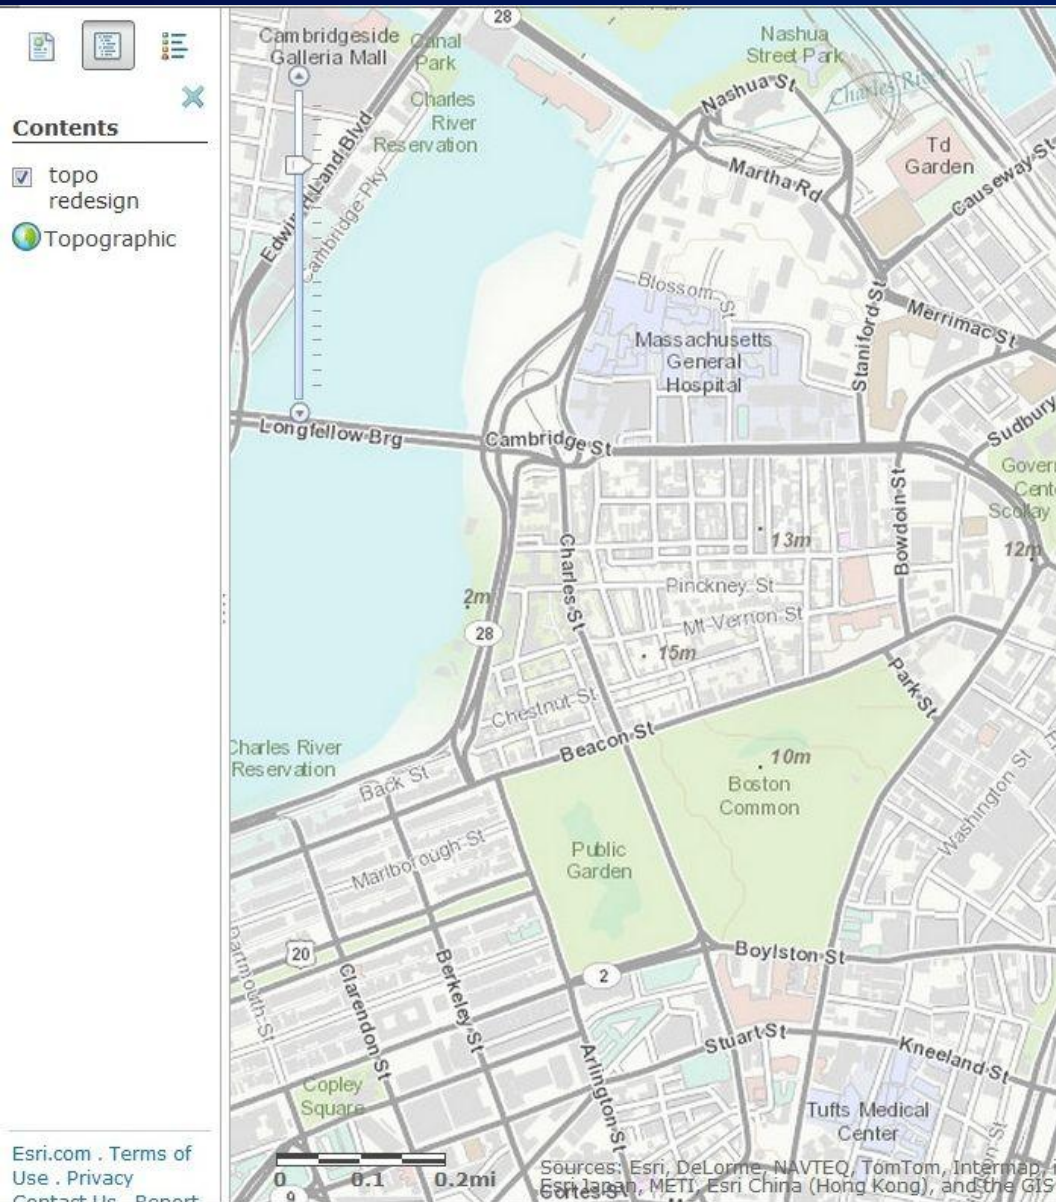 Contents
topo
redesign
Topographic
Esri.com . Terms of
Use . Privacy
28
Cambridgeside
Galleria Mall
Canal
Park
Nashua
Street Park
Charles
River
Reservation
Nashua St
Charles River
Td
Garden
Causeway St
Martha Rd
Cambridge Pky
Blossom St
Massachusetts
General
Hospital
Staniford St
Merrimac St
Sudbury
Longfellow Brg
Cambridge St
Scollay
Bowdoin St
13m
12m
Charles St
Pinckney St
2m
Mt Vernon St
28
15m
Park St
Chestnut St
Beacon St
Charles River
Reservation
10m
Boston
Common
Back St
Washington St
Marlborough St
Public
Garden
Dartmouth St
20
Berkeley St
Boylston St
2
Clarendon St
Stuart St
Kneeland St
Arlington St
Copley
Square
Tufts Medical
Center
0 0.1 0.2mi
9
Sources: Esri, DeLorme, NAVTEQ, TomTom, Intermap,
Esri Japan, METI, Esri China (Hong Kong), and the GIS
Cortes St